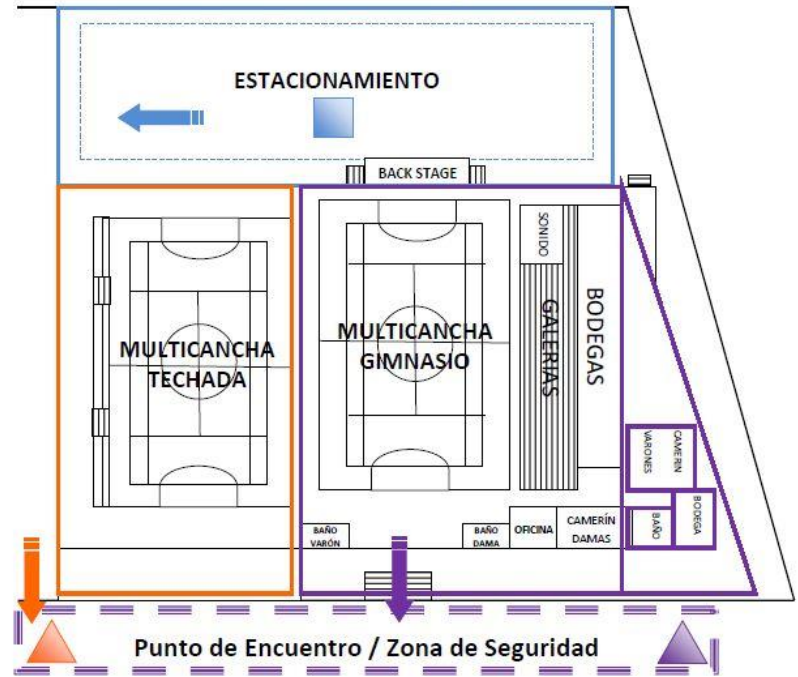 ESTACIONAMIENTO
BACK STAGE
MULTICANCHA
TECHADA
MULTICANCHA
GIMNASIO
SONIDO
GALERIAS
BODEGAS
CAMERIN
VARONES
BODEGA
BAÑO
BAÑO
VARÓN
BAÑO
DAMA
OFICINA
CAMERÍN
DAMAS
Punto de Encuentro / Zona de Seguridad